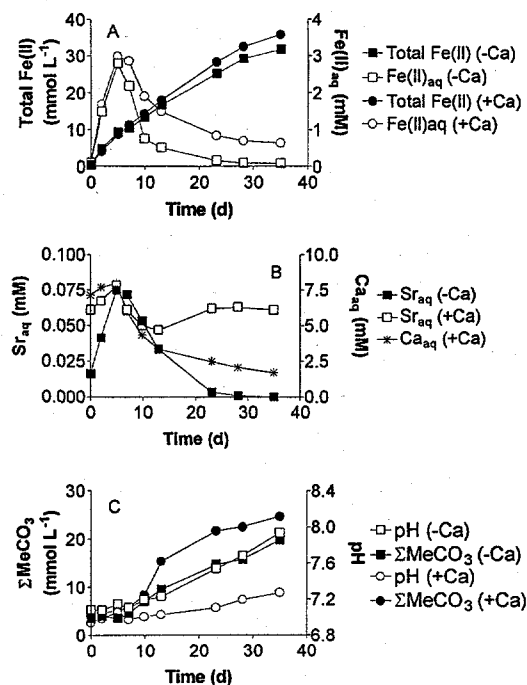 A
Total Fe(II)
(mmol L⁻¹)
40
30
20
10
0
4
3
2
1
0
Fe(II)aq
(mM)
0 10 20 30 40
Time (d)
Total Fe(II) (-Ca)
Fe(II)aq (-Ca)
Total Fe(II) (+Ca)
Fe(II)aq (+Ca)
B
Sraq (mM)
0.100
0.075
0.050
0.025
0.000
10.0
7.5
5.0
2.5
0.0
Caaq
(mM)
0 10 20 30 40
Time (d)
Sraq (-Ca)
Sraq (+Ca)
Caaq (+Ca)
C
ΣMeCO₃
(mmol L⁻¹)
30
20
10
0
8.4
8.0
7.6
7.2
6.8
pH
0 10 20 30 40
Time (d)
pH (-Ca)
ΣMeCO₃ (-Ca)
pH (+Ca)
ΣMeCO₃ (+Ca)